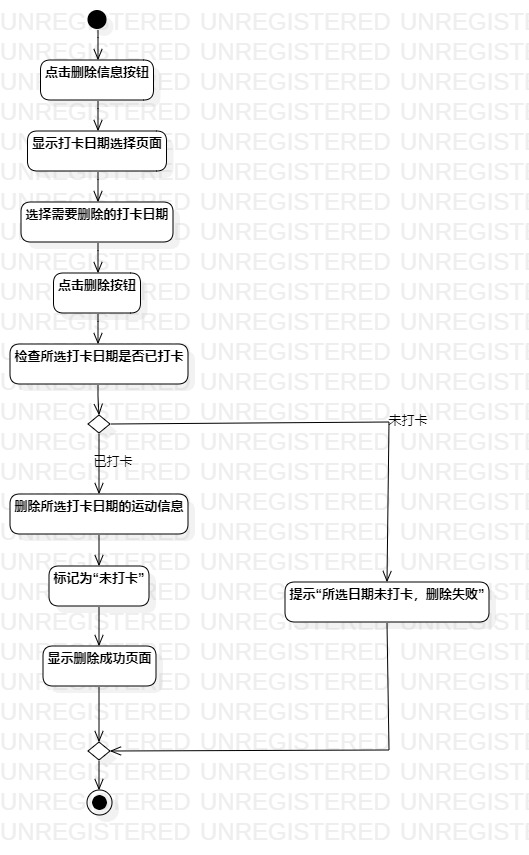 点击删除信息按钮
显示打卡日期选择页面
选择需要删除的打卡日期
点击删除按钮
检查所选打卡日期是否已打卡
未打卡
已打卡
删除所选打卡日期的运动信息
标记为“未打卡”
提示“所选日期未打卡，删除失败”
显示删除成功页面
UNREGISTERED